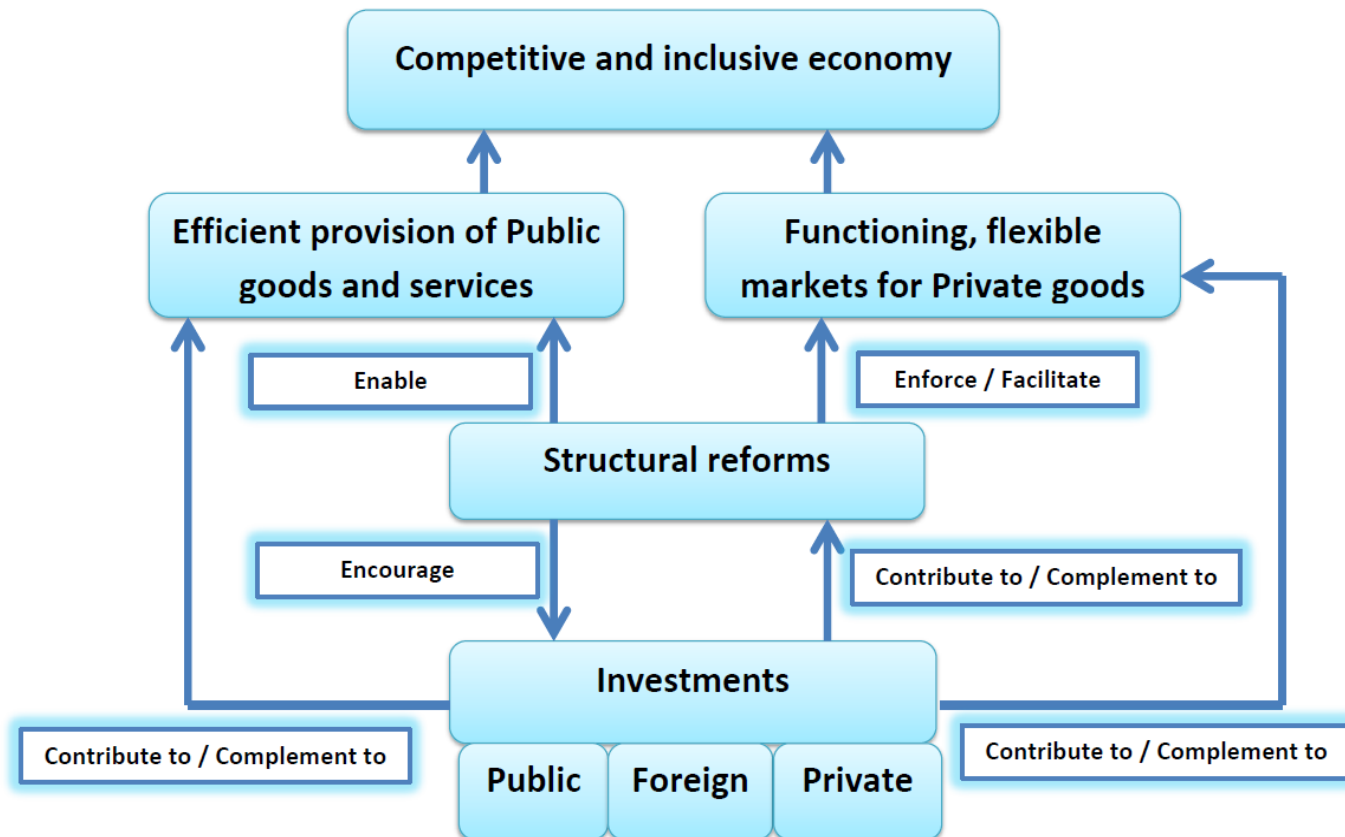 Competitive and inclusive economy
Efficient provision of Public
goods and services
Functioning, flexible
markets for Private goods
Enable
Enforce / Facilitate
Structural reforms
Encourage
Contribute to / Complement to
Investments
Contribute to / Complement to
Contribute to / Complement to
Public
Foreign
Private